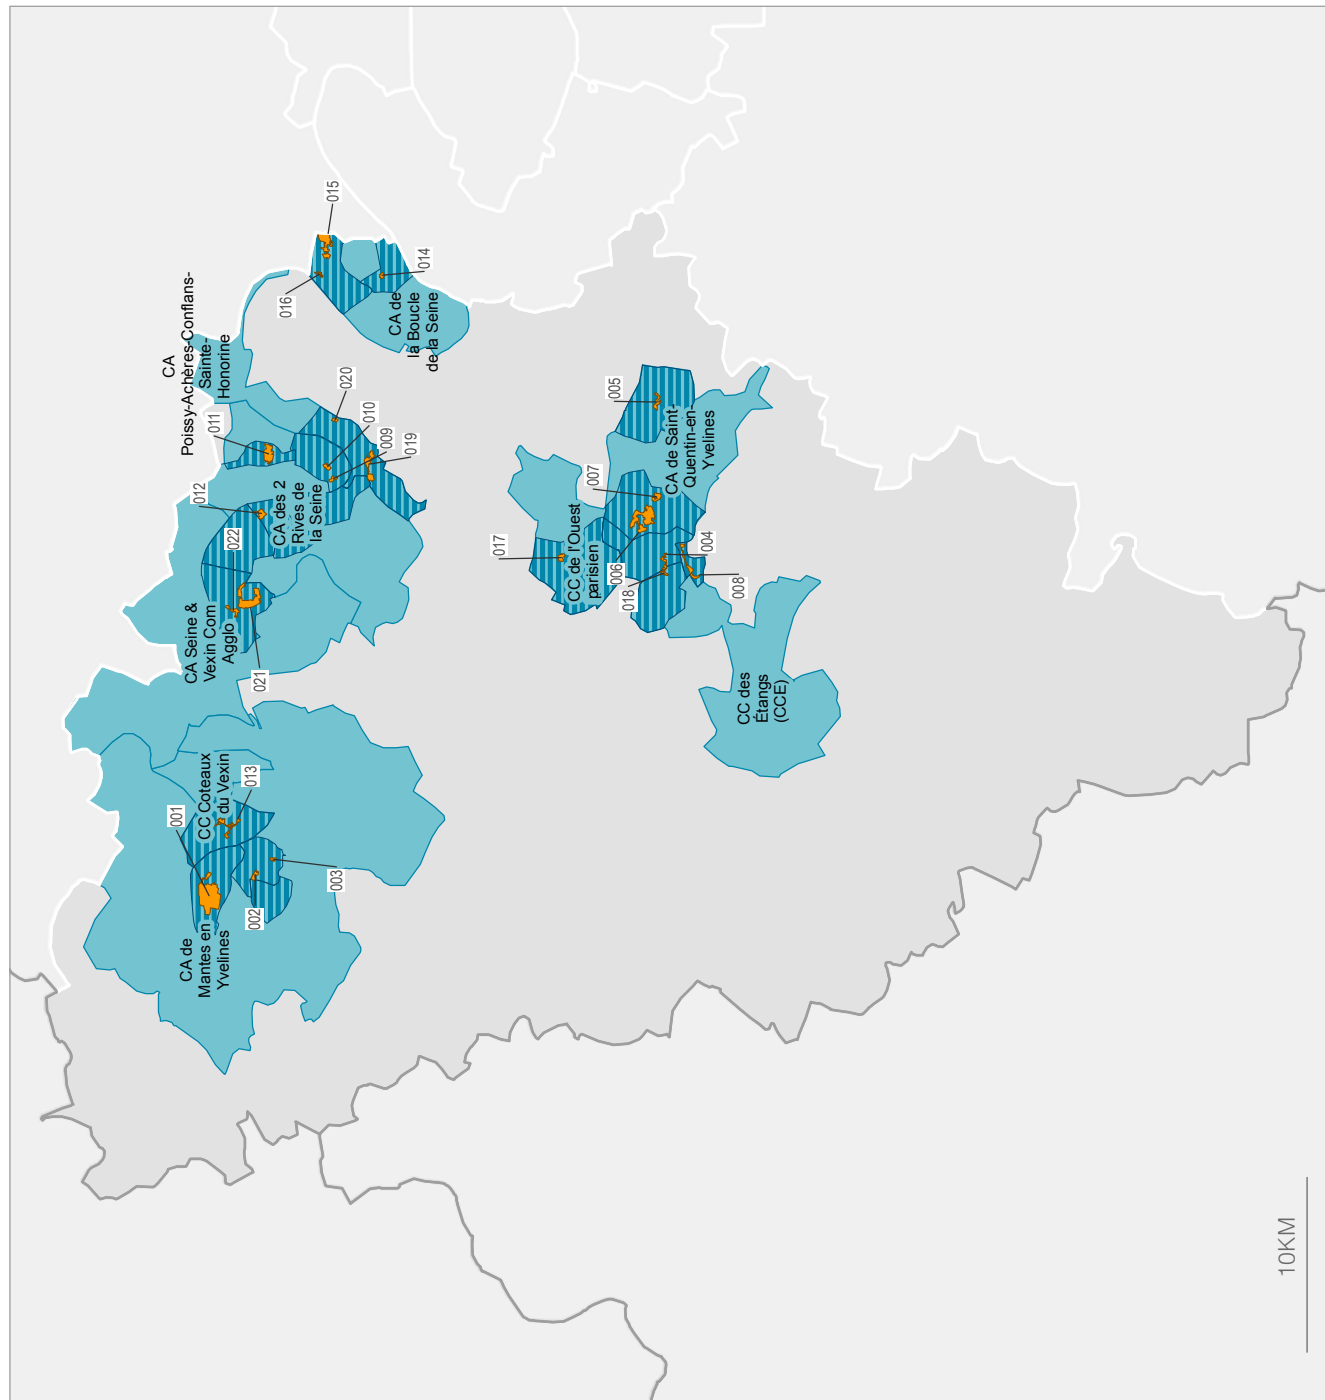 CA
Poissy-Achères-Conflans-
Sainte-
Honorine
015
016
014
CA de
la Boucle
de la Seine
011
020
010
009
019
012
022
CA des 2
Rives de
la Seine
CA Seine &
Vexin Com
Agglo
021
005
CA de Saint-
Quentin-en-
Yvelines
007
017
CC de l'Ouest
parisien
006
018
004
008
CC des
Étangs
(CCE)
001
CC Coteaux
du Vexin
013
003
002
CA de
Mantes en
Yvelines
10KM